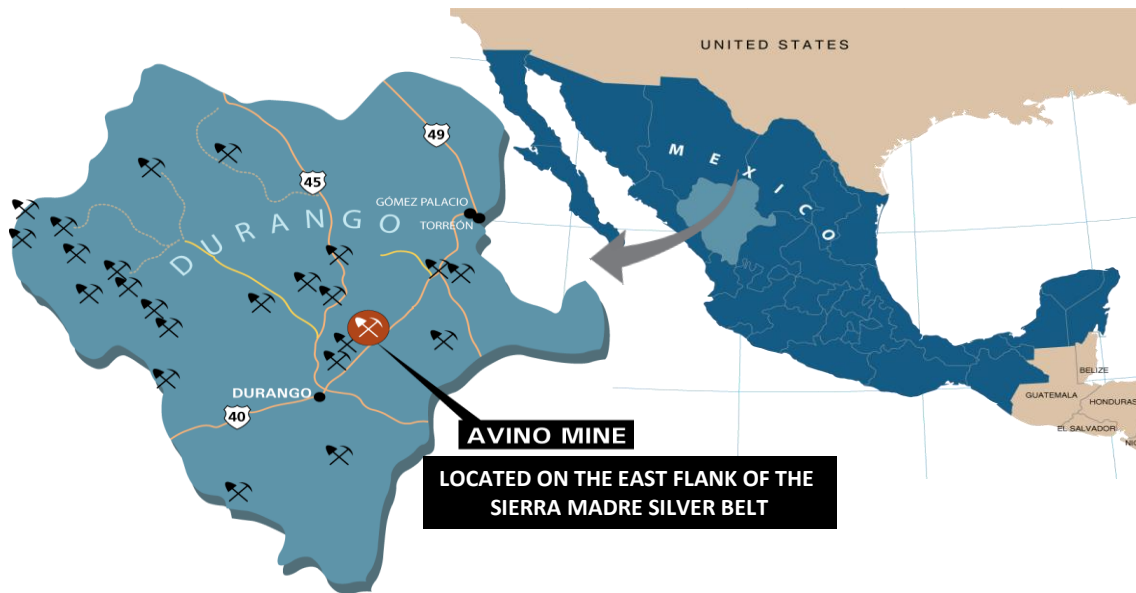 UNITED STATES
MEXICO
49
45
GÓMEZ PALACIO
TORREÓN
DURANGO
DURANGO
40
AVINO MINE
LOCATED ON THE EAST FLANK OF THE
SIERRA MADRE SILVER BELT
BELIZE
GUATEMALA
HONDURAS
EL SALVADOR
NIC